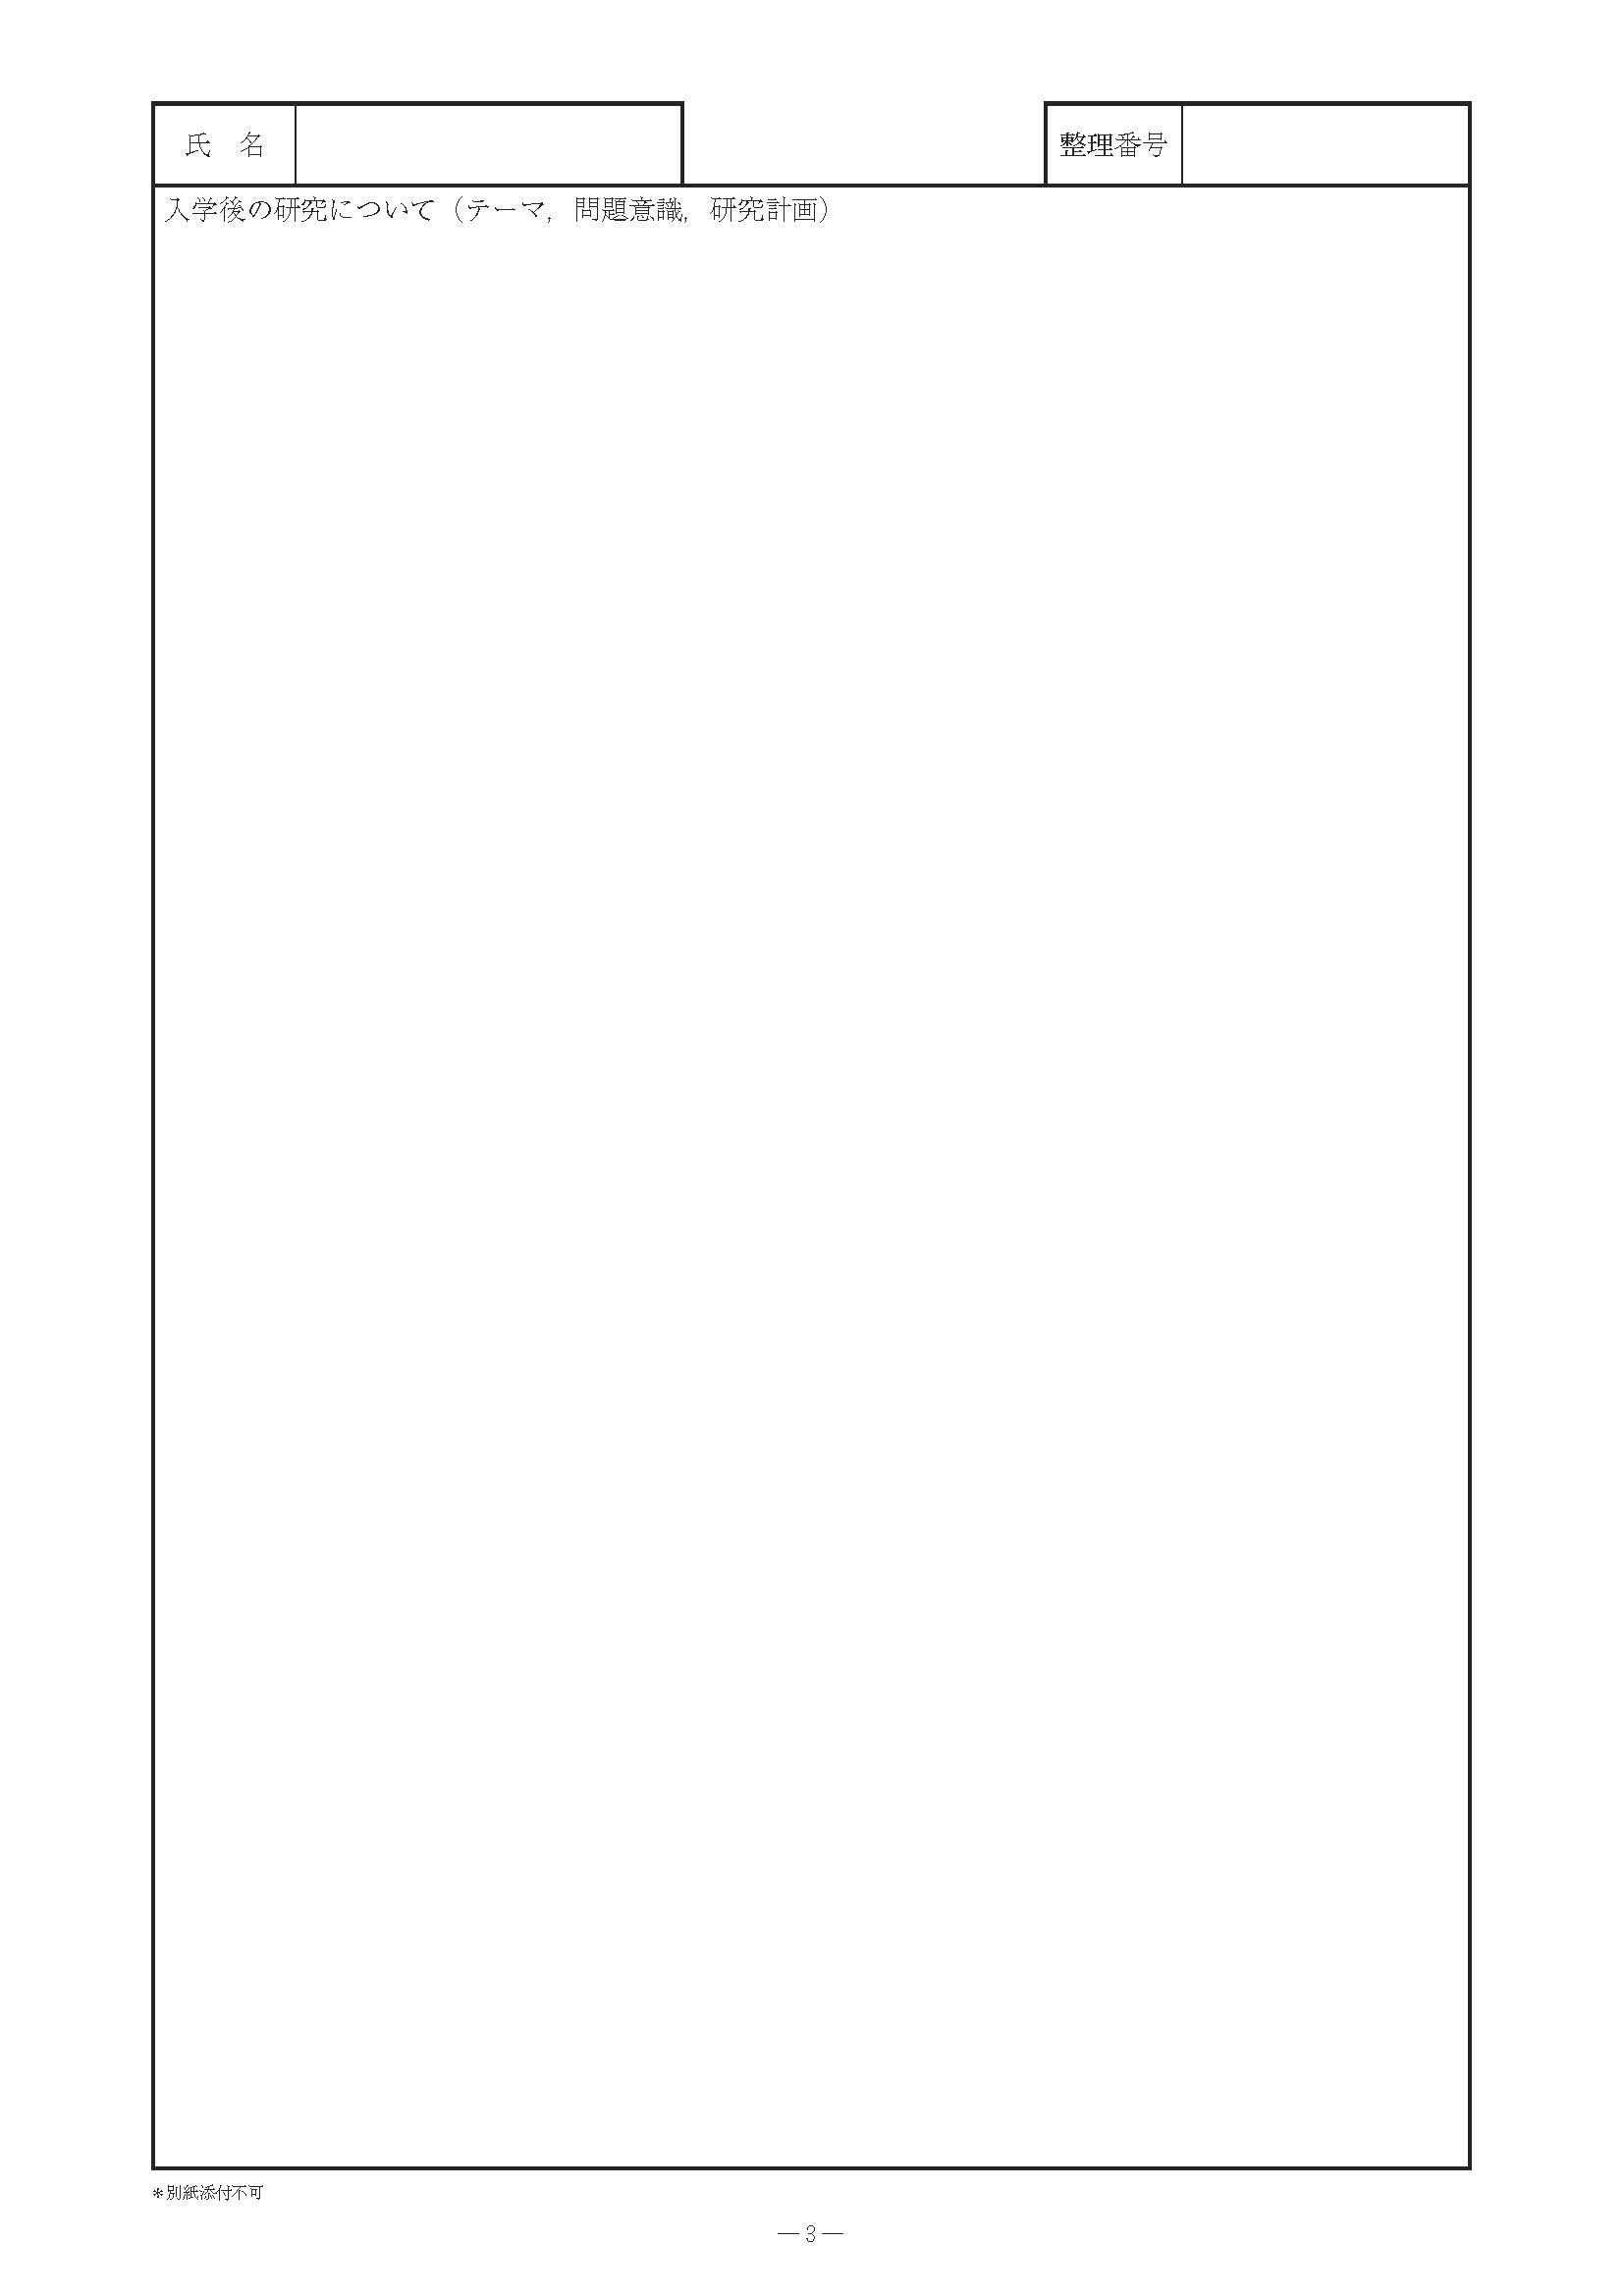 氏　名
整理番号
入学後の研究について（テーマ，問題意識，研究計画）
＊別紙添付不可
― 3 ―